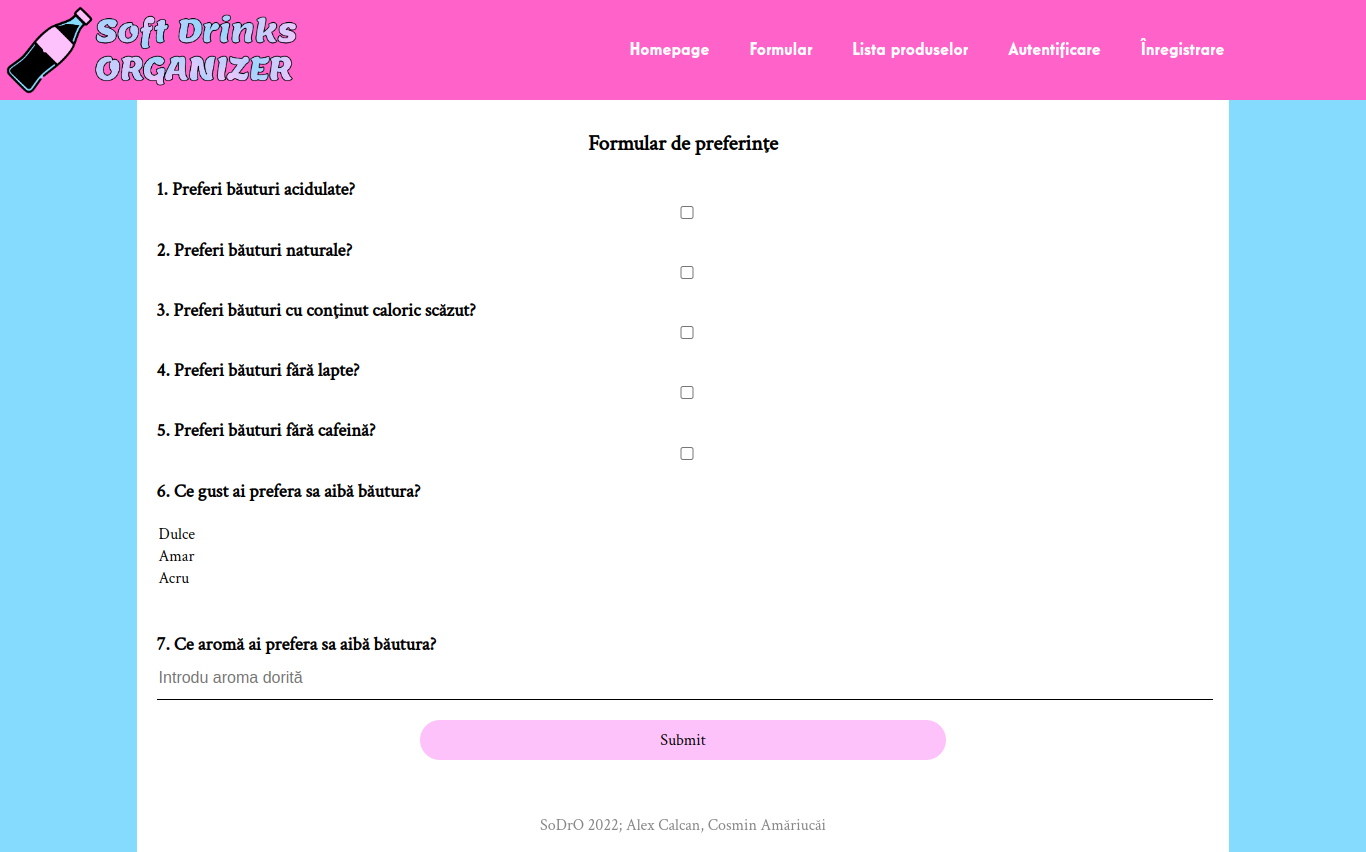 Soft Drinks
ORGANIZER
Homepage Formular Lista produselor Autentificare Înregistrare
Formular de preferințe
1. Preferi băuturi acidulate?
2. Preferi băuturi naturale?
3. Preferi băuturi cu conținut caloric scăzut?
4. Preferi băuturi fără lapte?
5. Preferi băuturi fără cafeină?
6. Ce gust ai prefera sa aibă băutura?
Dulce
Amar
Acru
7. Ce aromă ai prefera sa aibă băutura?
Introdu aroma dorită
Submit
SoDrO 2022; Alex Calcan, Cosmin Amăriucăi